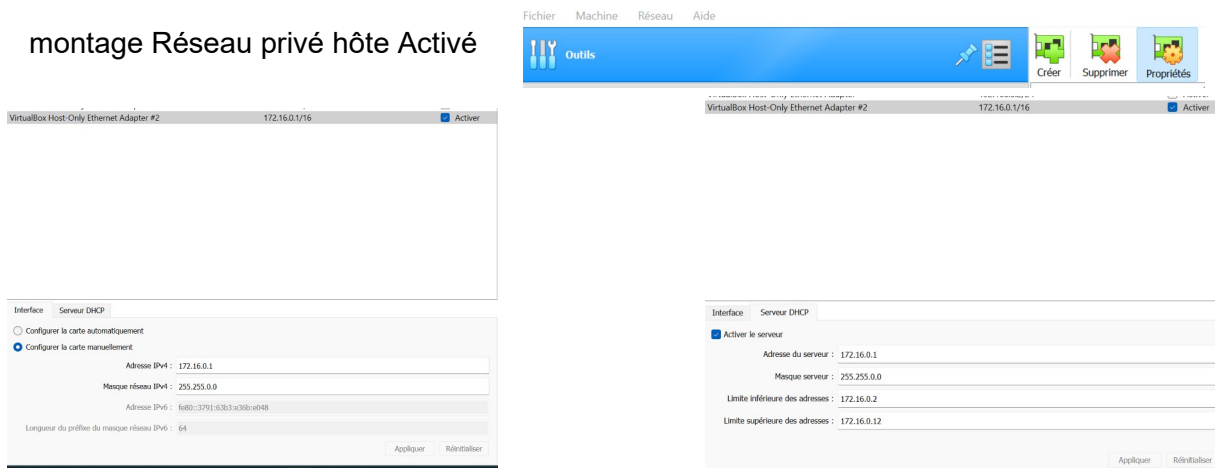 montage Réseau privé hôte Activé
Fichier Machine Réseau Aide
Outils
Créer Supprimer Propriétés
VirtualBox Host-Only Ethernet Adapter #2 172.16.0.1/16 Activer
Interface Serveur DHCP
Configurer la carte automatiquement
Configurer la carte manuellement
Adresse IPv4 : 172.16.0.1
Masque réseau IPv4 : 255.255.0.0
Adresse IPv6 : fe80::3791:63b3:e36b:e048
Longueur du préfixe du masque réseau IPv6 : 64
Appliquer Réinitialiser
VirtualBox Host-Only Ethernet Adapter #2 172.16.0.1/16 Activer
Interface Serveur DHCP
Activer le serveur
Adresse du serveur : 172.16.0.1
Masque serveur : 255.255.0.0
Limite inférieure des adresses : 172.16.0.2
Limite supérieure des adresses : 172.16.0.12
Appliquer Réinitialiser